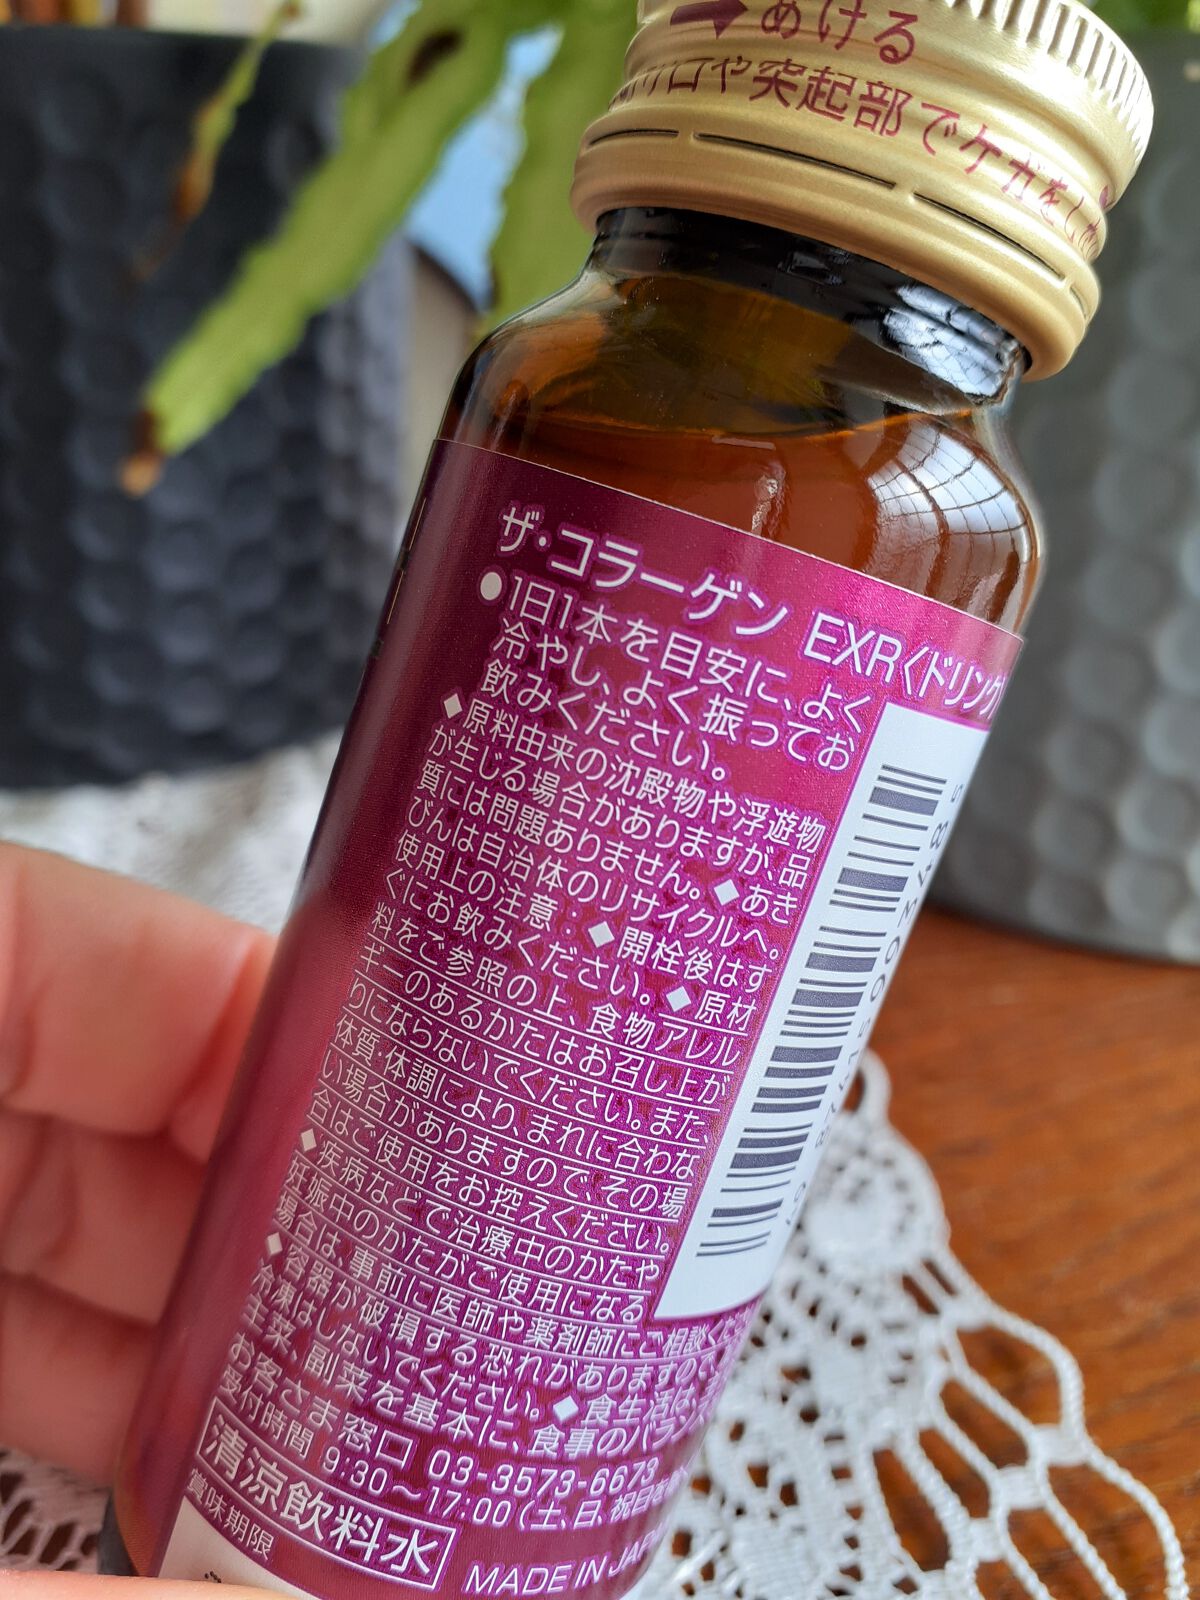 →あける
切り口や突起部でケガをし
ザ・コラーゲン EXR〈ドリンク〉
●1日1本を目安に、よく
冷やし、よく振ってお
飲みください。
◆原料由来の沈殿物や浮遊物
が生じる場合がありますが、品
質には問題ありません。◆あき
びんは自治体のリサイクルへ。
使用上の注意：◆開栓後はす
ぐにお飲みください。◆原材
料をご参照の上、食物アレル
ギーのあるかたはお召し上が
りにならないでください。また、
体質・体調により、まれに合わな
い場合がありますので、その場
合はご使用をお控えください。
◆疾病などで治療中のかたや
妊娠中のかたがご使用になる
場合は、事前に医師や薬剤師にご相談くだ
◆容器が破損する恐れがありますので、
冷凍はしないでください。◆食生活は、
主菜、副菜を基本に、食事のバランス
お客さま窓口 03-3573-6673
受付時間 9:30～17:00(土、日、祝日
清涼飲料水
MADE IN JAPA
賞味期限